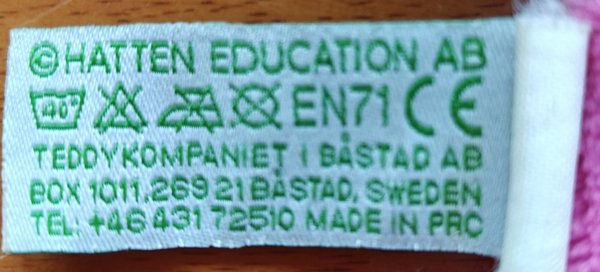 © HATTEN EDUCATION AB
40° EN71 CE
TEDDYKOMPANIET I BÅSTAD AB
BOX 1011, 269 21 BÅSTAD, SWEDEN
TEL: +46 431 72510 MADE IN PRC